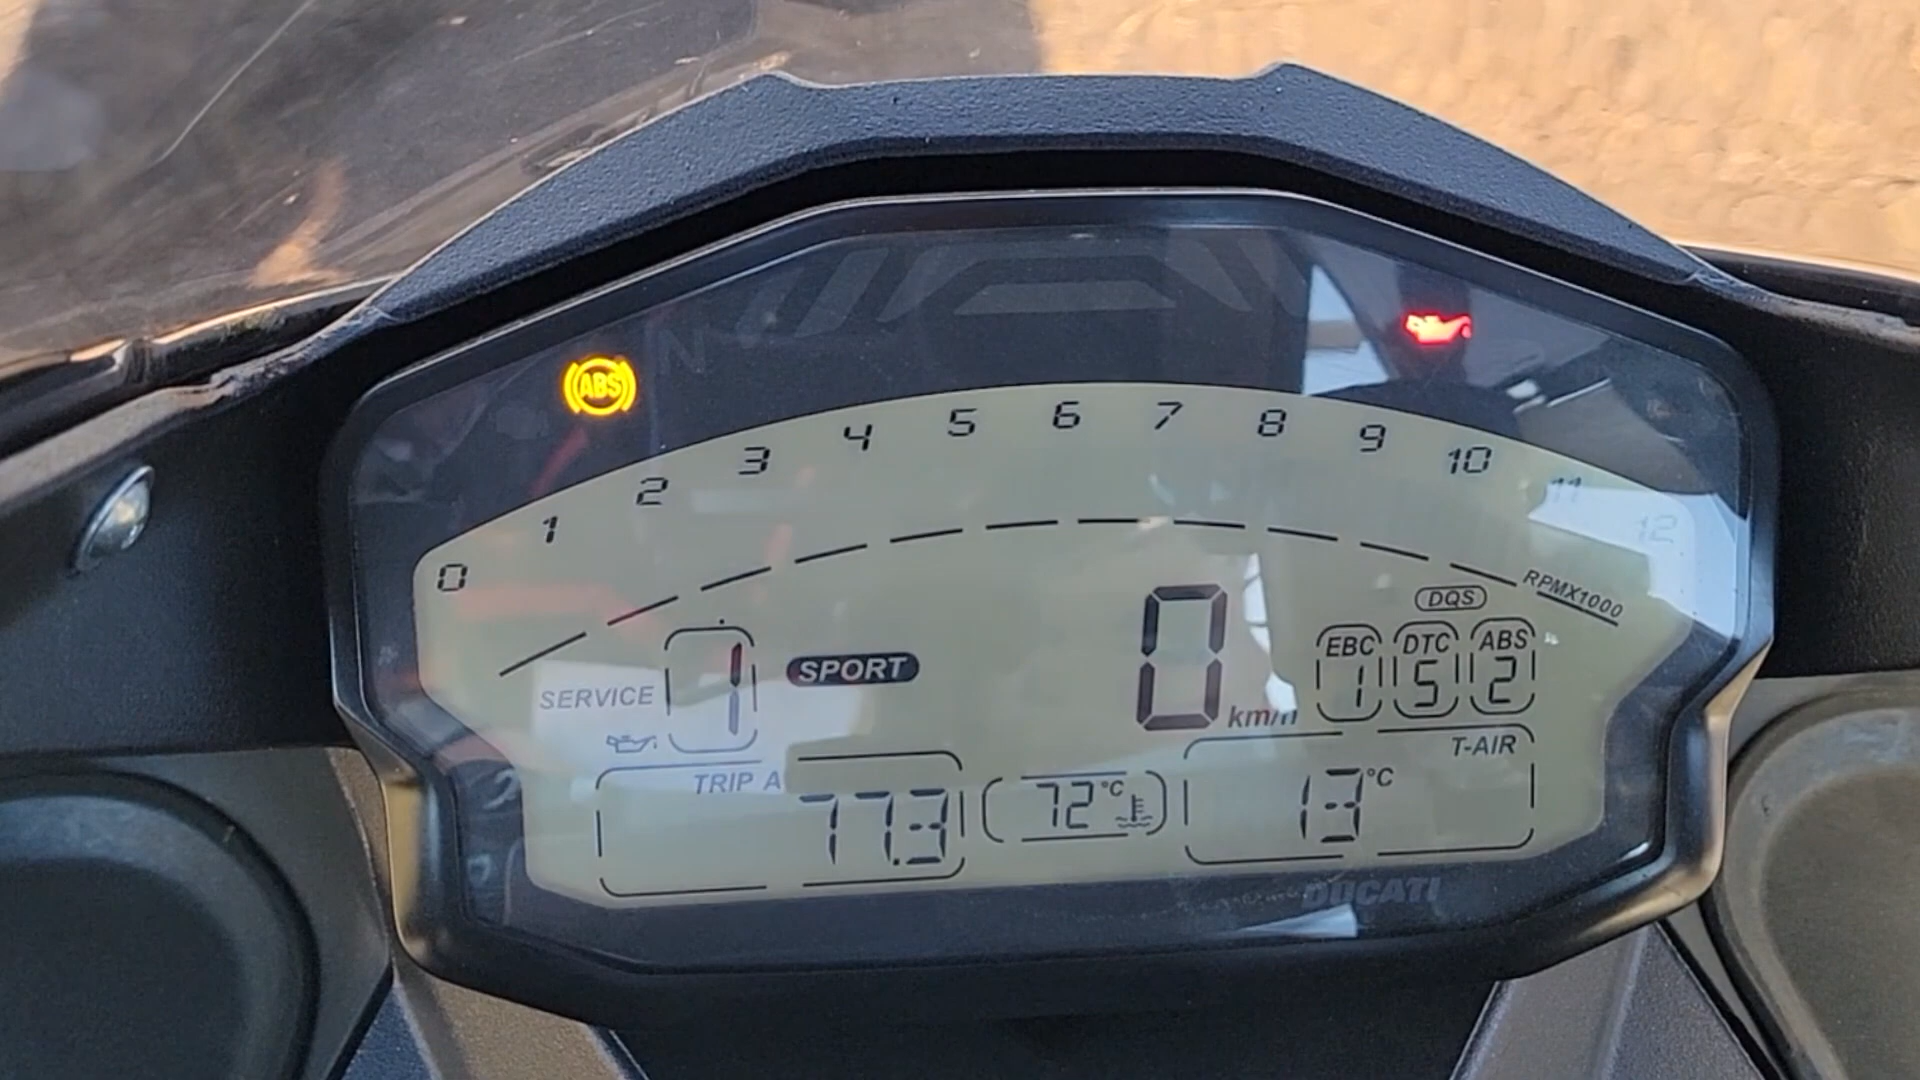 N
ABS
0 1 2 3 4 5 6 7 8 9 10 11 12
RPMX1000
DQS
SERVICE 1 SPORT 0 km/h
EBC DTC ABS
1 5 2
TRIP A
77.3
72 °C
T-AIR
13 °C
DUCATI